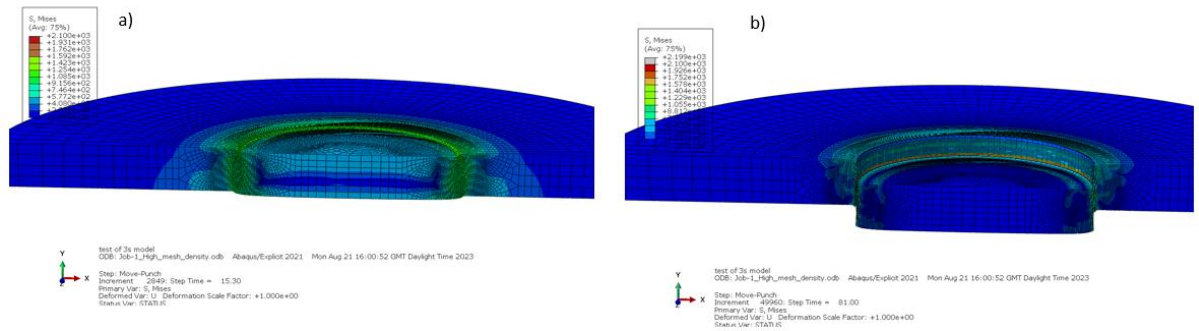 a)
S, Mises
(Avg: 75%)
+2.100e+03
+1.931e+03
+1.762e+03
+1.592e+03
+1.423e+03
+1.254e+03
+1.085e+03
+9.156e+02
+7.464e+02
+5.772e+02
+4.080e+02
test of 3s model
ODB: Job-1_High_mesh_density.odb Abaqus/Explicit 2021 Mon Aug 21 16:00:52 GMT Daylight Time 2023
Step: Move-Punch
Increment 2849: Step Time = 15.30
Primary Var: S, Mises
Deformed Var: U Deformation Scale Factor: +1.000e+00
Status Var: STATUS
Y
X
Z
b)
S, Mises
(Avg: 75%)
+2.199e+03
+2.100e+03
+1.926e+03
+1.752e+03
+1.578e+03
+1.404e+03
+1.229e+03
+1.055e+03
test of 3s model
ODB: Job-1_High_mesh_density.odb Abaqus/Explicit 2021 Mon Aug 21 16:00:52 GMT Daylight Time 2023
Step: Move-Punch
Increment 49960: Step Time = 81.00
Primary Var: S, Mises
Deformed Var: U Deformation Scale Factor: +1.000e+00
Status Var: STATUS
Y
X
Z